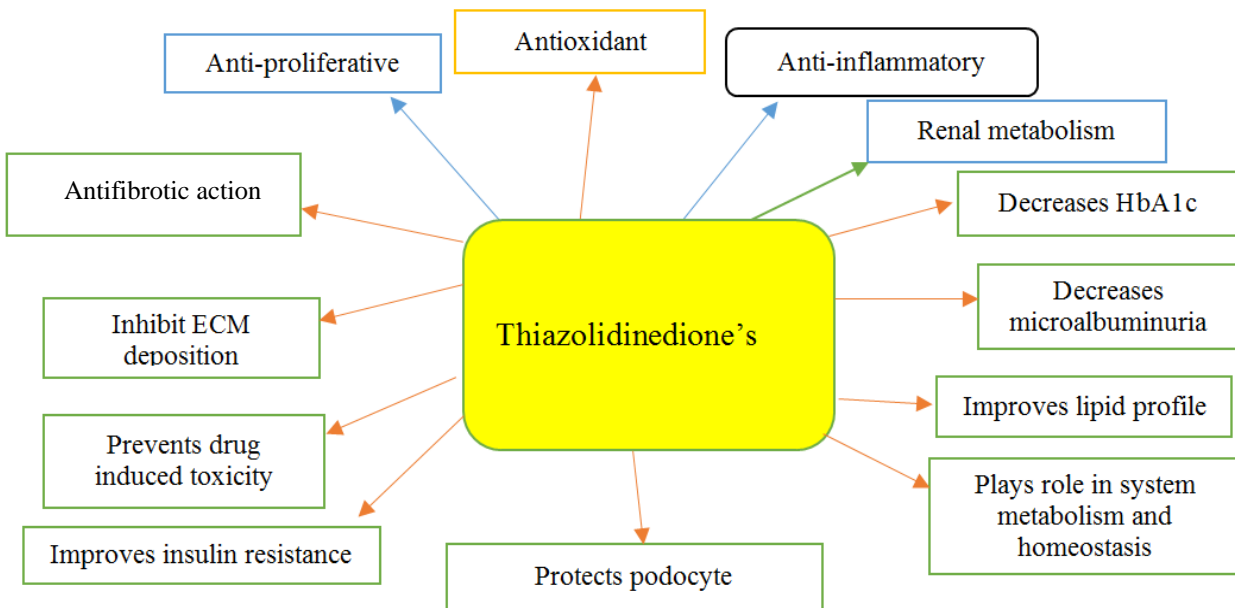 Antioxidant
Anti-proliferative
Anti-inflammatory
Renal metabolism
Antifibrotic action
Decreases HbA1c
Inhibit ECM
deposition
Thiazolidinedione’s
Decreases
microalbuminuria
Prevents drug
induced toxicity
Improves lipid profile
Improves insulin resistance
Protects podocyte
Plays role in system
metabolism and
homeostasis